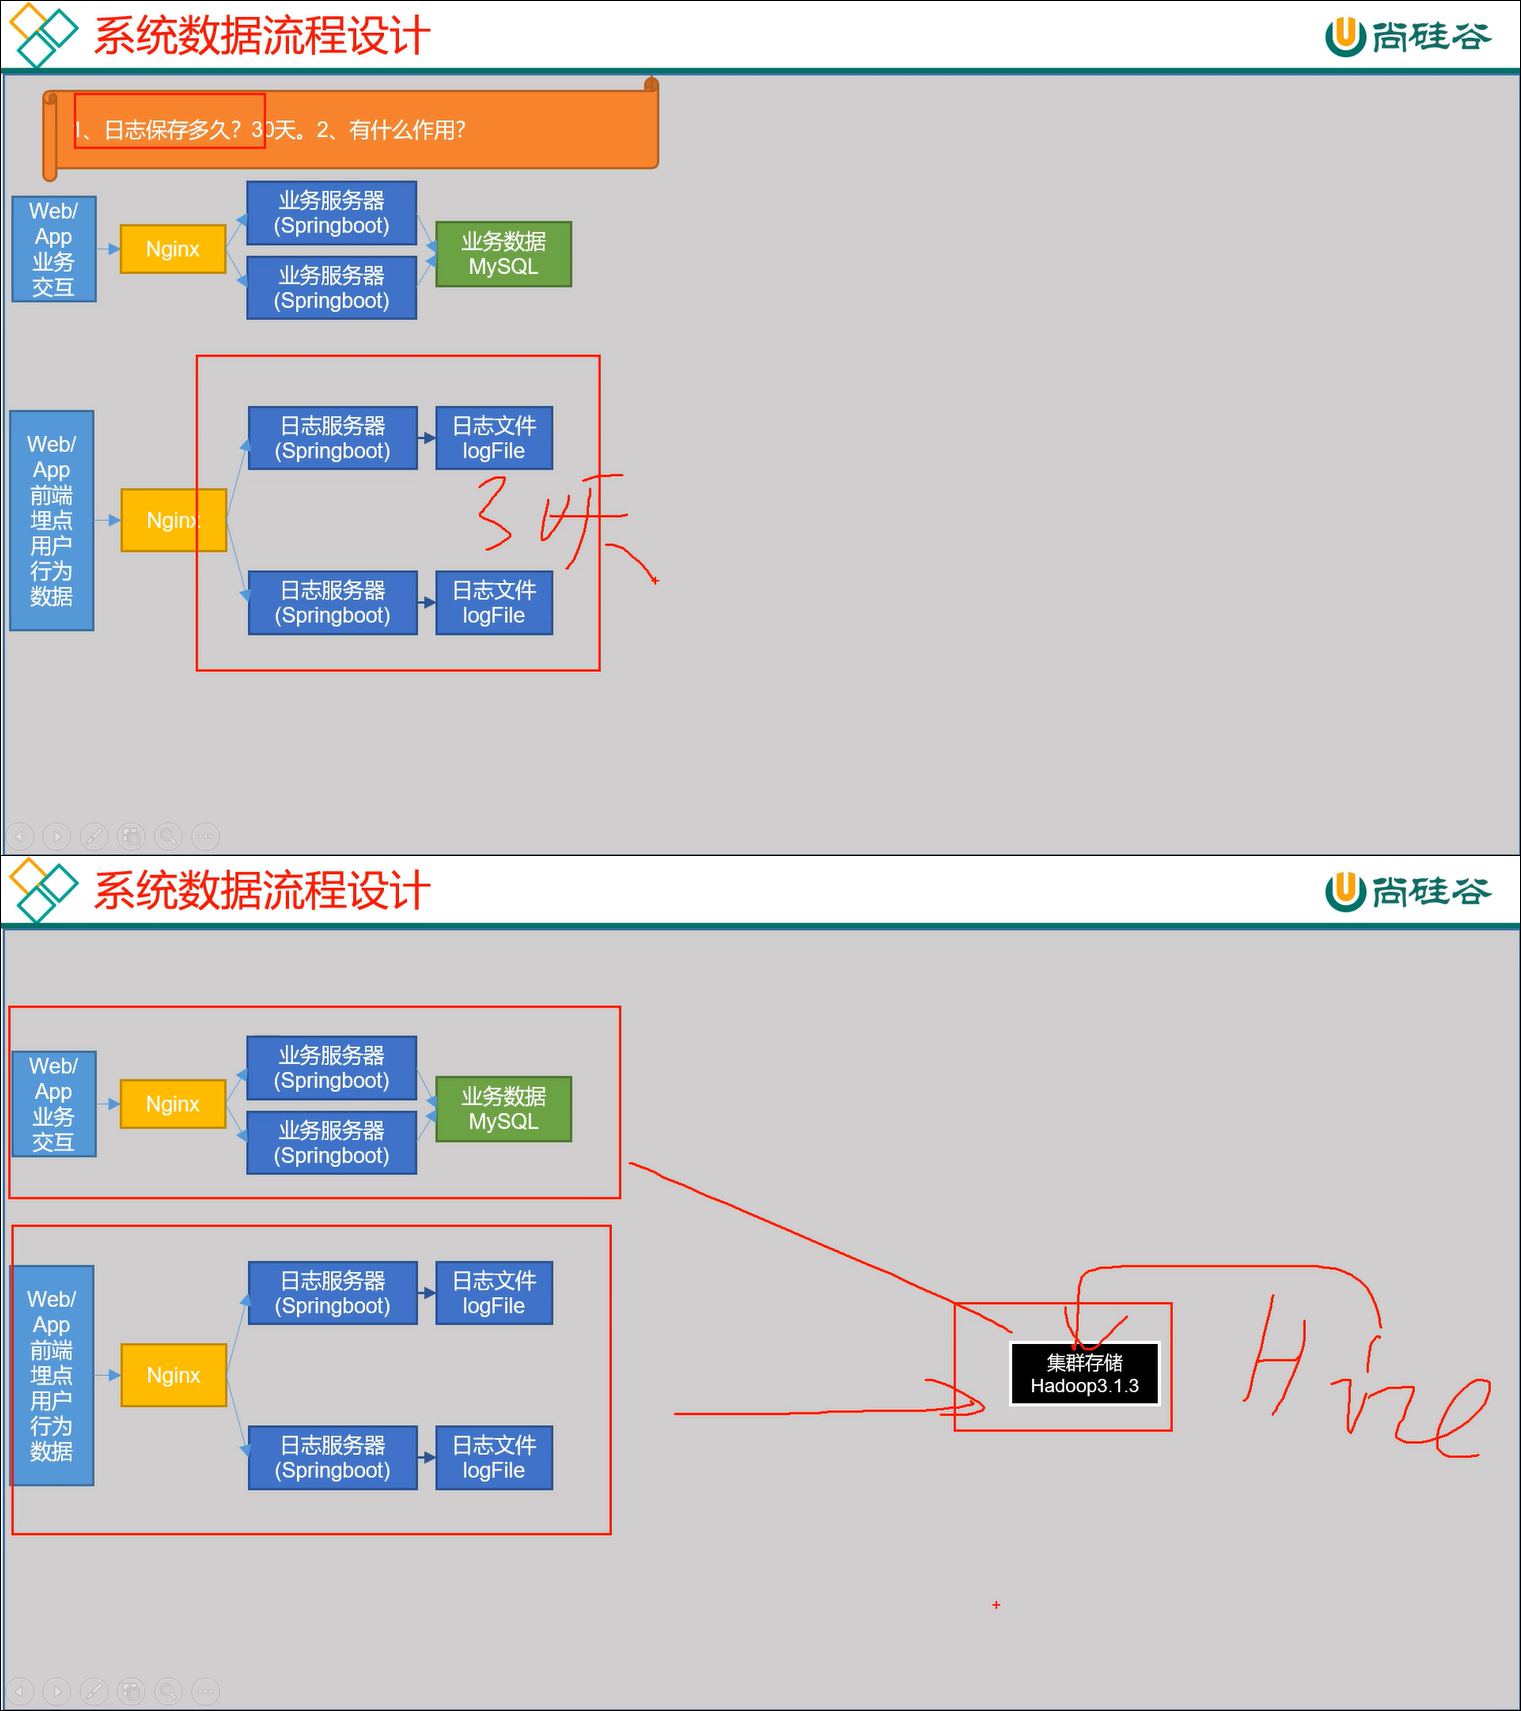 系统数据流程设计
尚硅谷
1、日志保存多久？30天。2、有什么作用？
Web/
App
业务
交互
Nginx
业务服务器
(Springboot)
业务服务器
(Springboot)
业务数据
MySQL
Web/
App
前端
埋点
用户
行为
数据
Nginx
日志服务器
(Springboot)
日志文件
logFile
30天
日志服务器
(Springboot)
日志文件
logFile
系统数据流程设计
尚硅谷
Web/
App
业务
交互
Nginx
业务服务器
(Springboot)
业务服务器
(Springboot)
业务数据
MySQL
Web/
App
前端
埋点
用户
行为
数据
Nginx
日志服务器
(Springboot)
日志文件
logFile
日志服务器
(Springboot)
日志文件
logFile
集群存储
Hadoop3.1.3
Hive